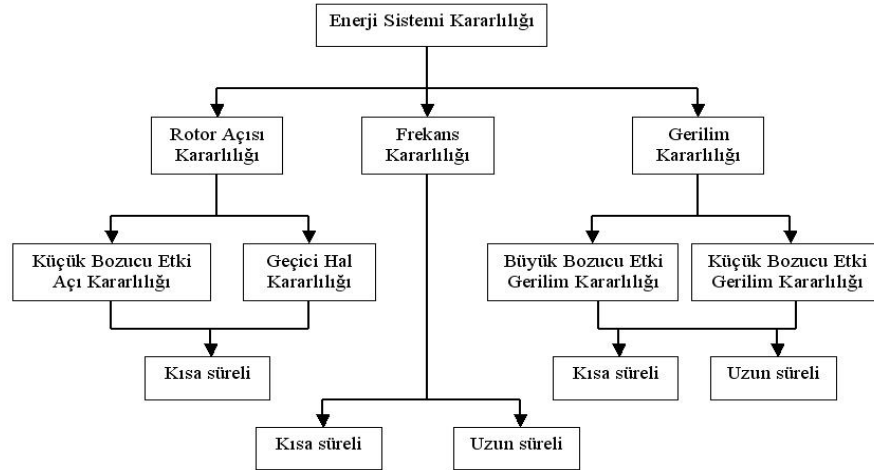 Enerji Sistemi Kararlılığı
Rotor Açısı
Kararlılığı
Frekans
Kararlılığı
Gerilim
Kararlılığı
Küçük Bozucu Etki
Açı Kararlılığı
Geçici Hal
Kararlılığı
Büyük Bozucu Etki
Gerilim Kararlılığı
Küçük Bozucu Etki
Gerilim Kararlılığı
Kısa süreli
Kısa süreli
Uzun süreli
Kısa süreli
Uzun süreli